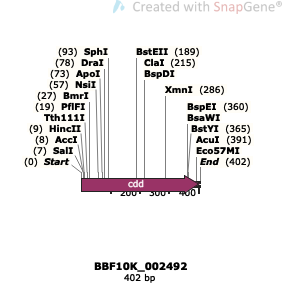 Created with SnapGene®
(93) SphI
BstEII (189)
(78) DraI
ClaI (215)
(73) ApoI
BspDI
(57) NsiI
XmnI (286)
(27) BmrI
BspEI (360)
(19) PflFI
BsaWI
Tth111I
BstYI (365)
(9) HincII
AcuI (391)
(8) AccI
Eco57MI
(7) SalI
End (402)
(0) Start
cdd
200
300
400
BBF10K_002492
402 bp